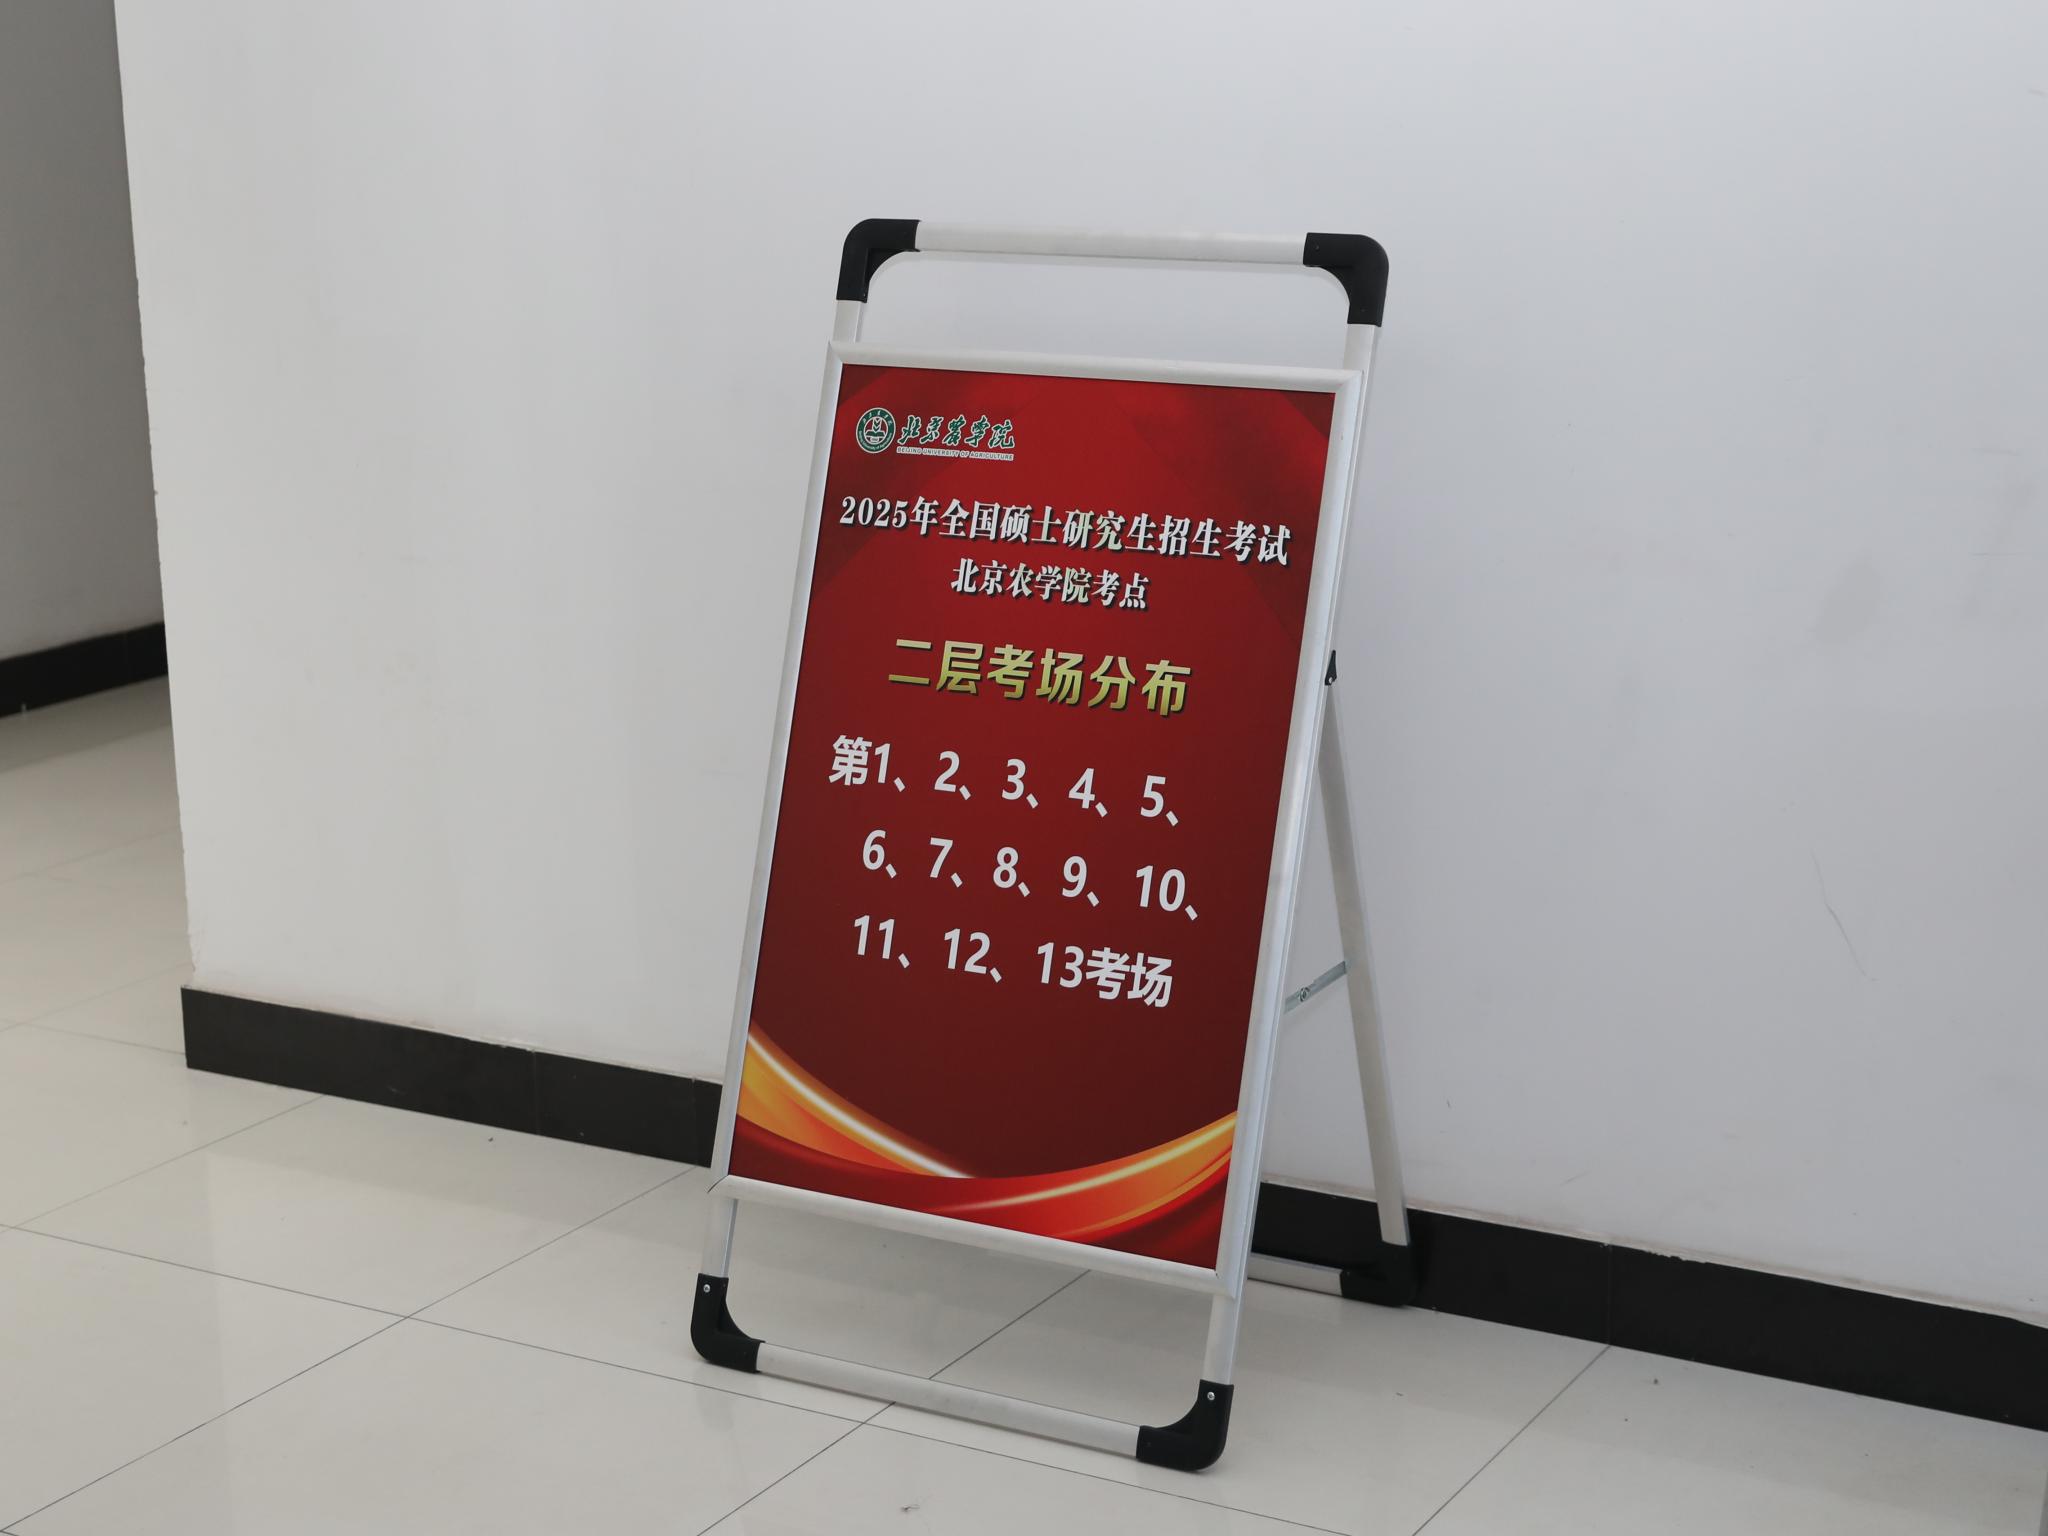 北京农学院
BEIJING UNIVERSITY OF AGRICULTURE
2025年全国硕士研究生招生考试
北京农学院考点
二层考场分布
第1、2、3、4、5、
6、7、8、9、10、
11、12、13考场